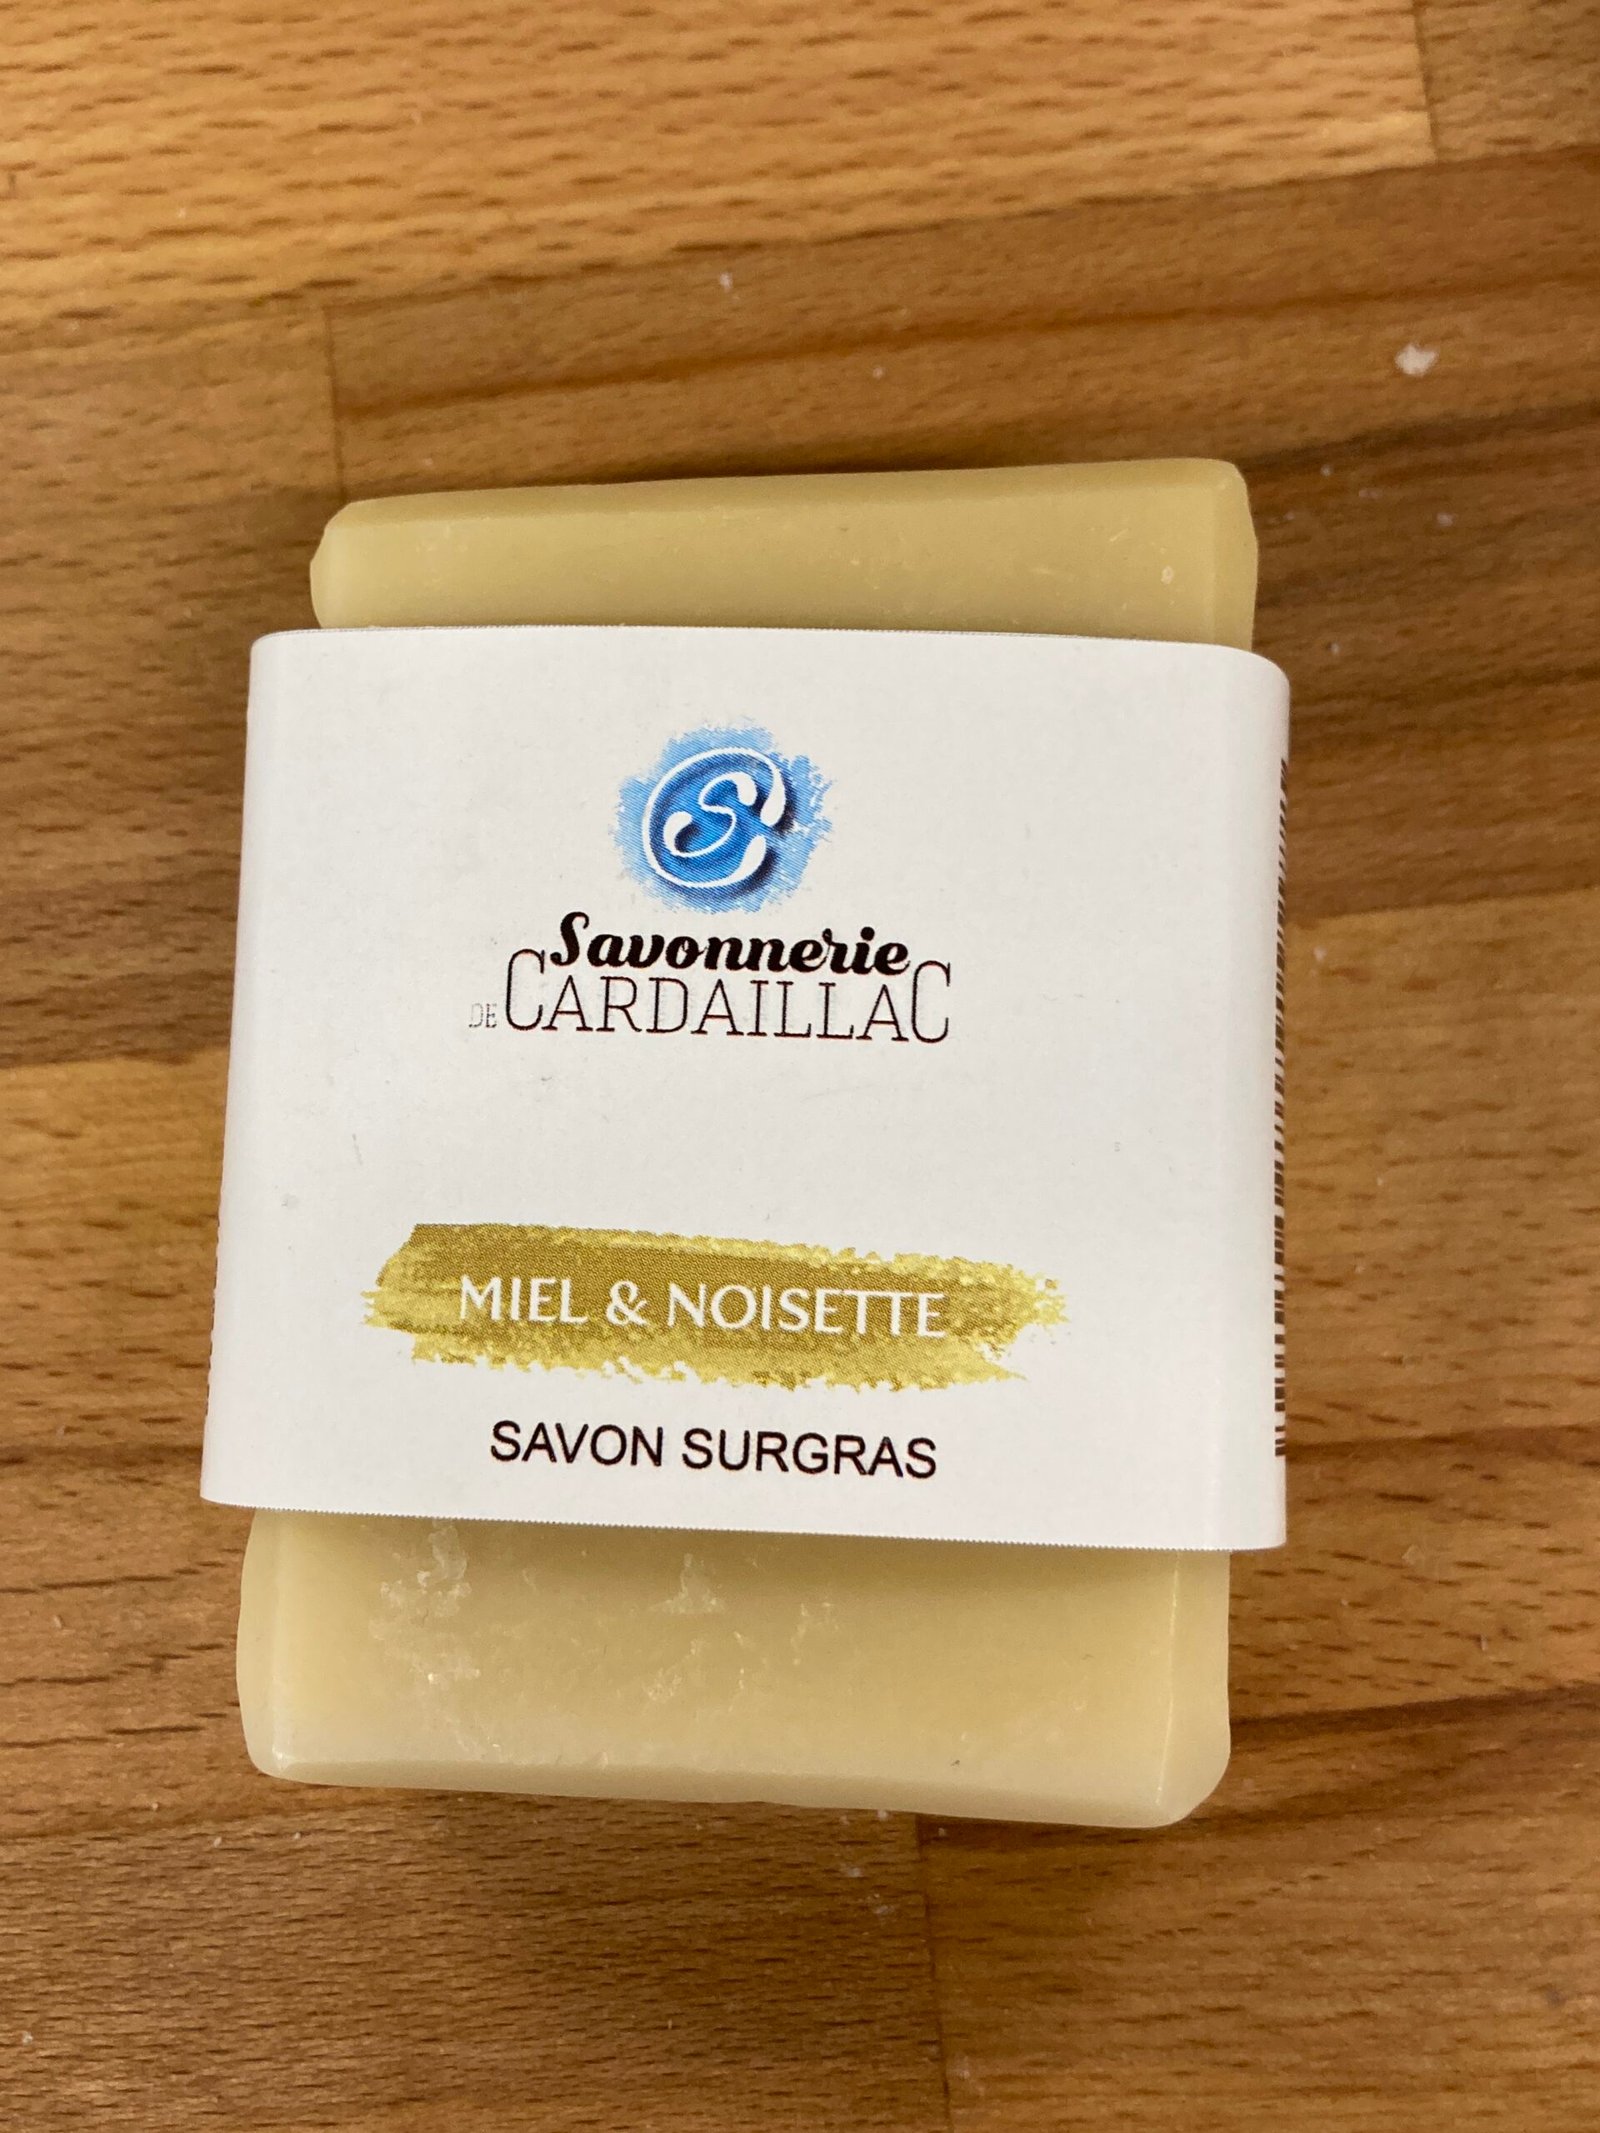 Savonnerie
DE CARDAILLAC
MIEL & NOISETTE
SAVON SURGRAS